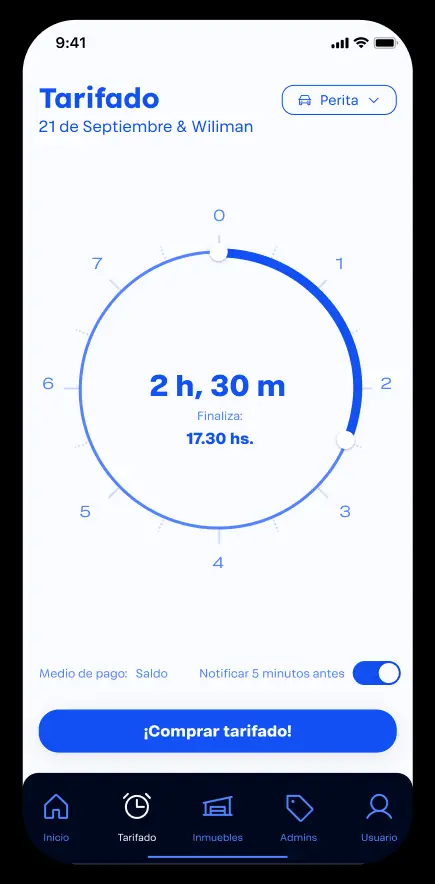 9:41
Tarifado
Perita
21 de Septiembre & Wiliman
0
7
1
6
2
2 h, 30 m
Finaliza:
17.30 hs.
5
3
4
Medio de pago: Saldo
Notificar 5 minutos antes
¡Comprar tarifado!
Inicio
Tarifado
Inmuebles
Admins
Usuario